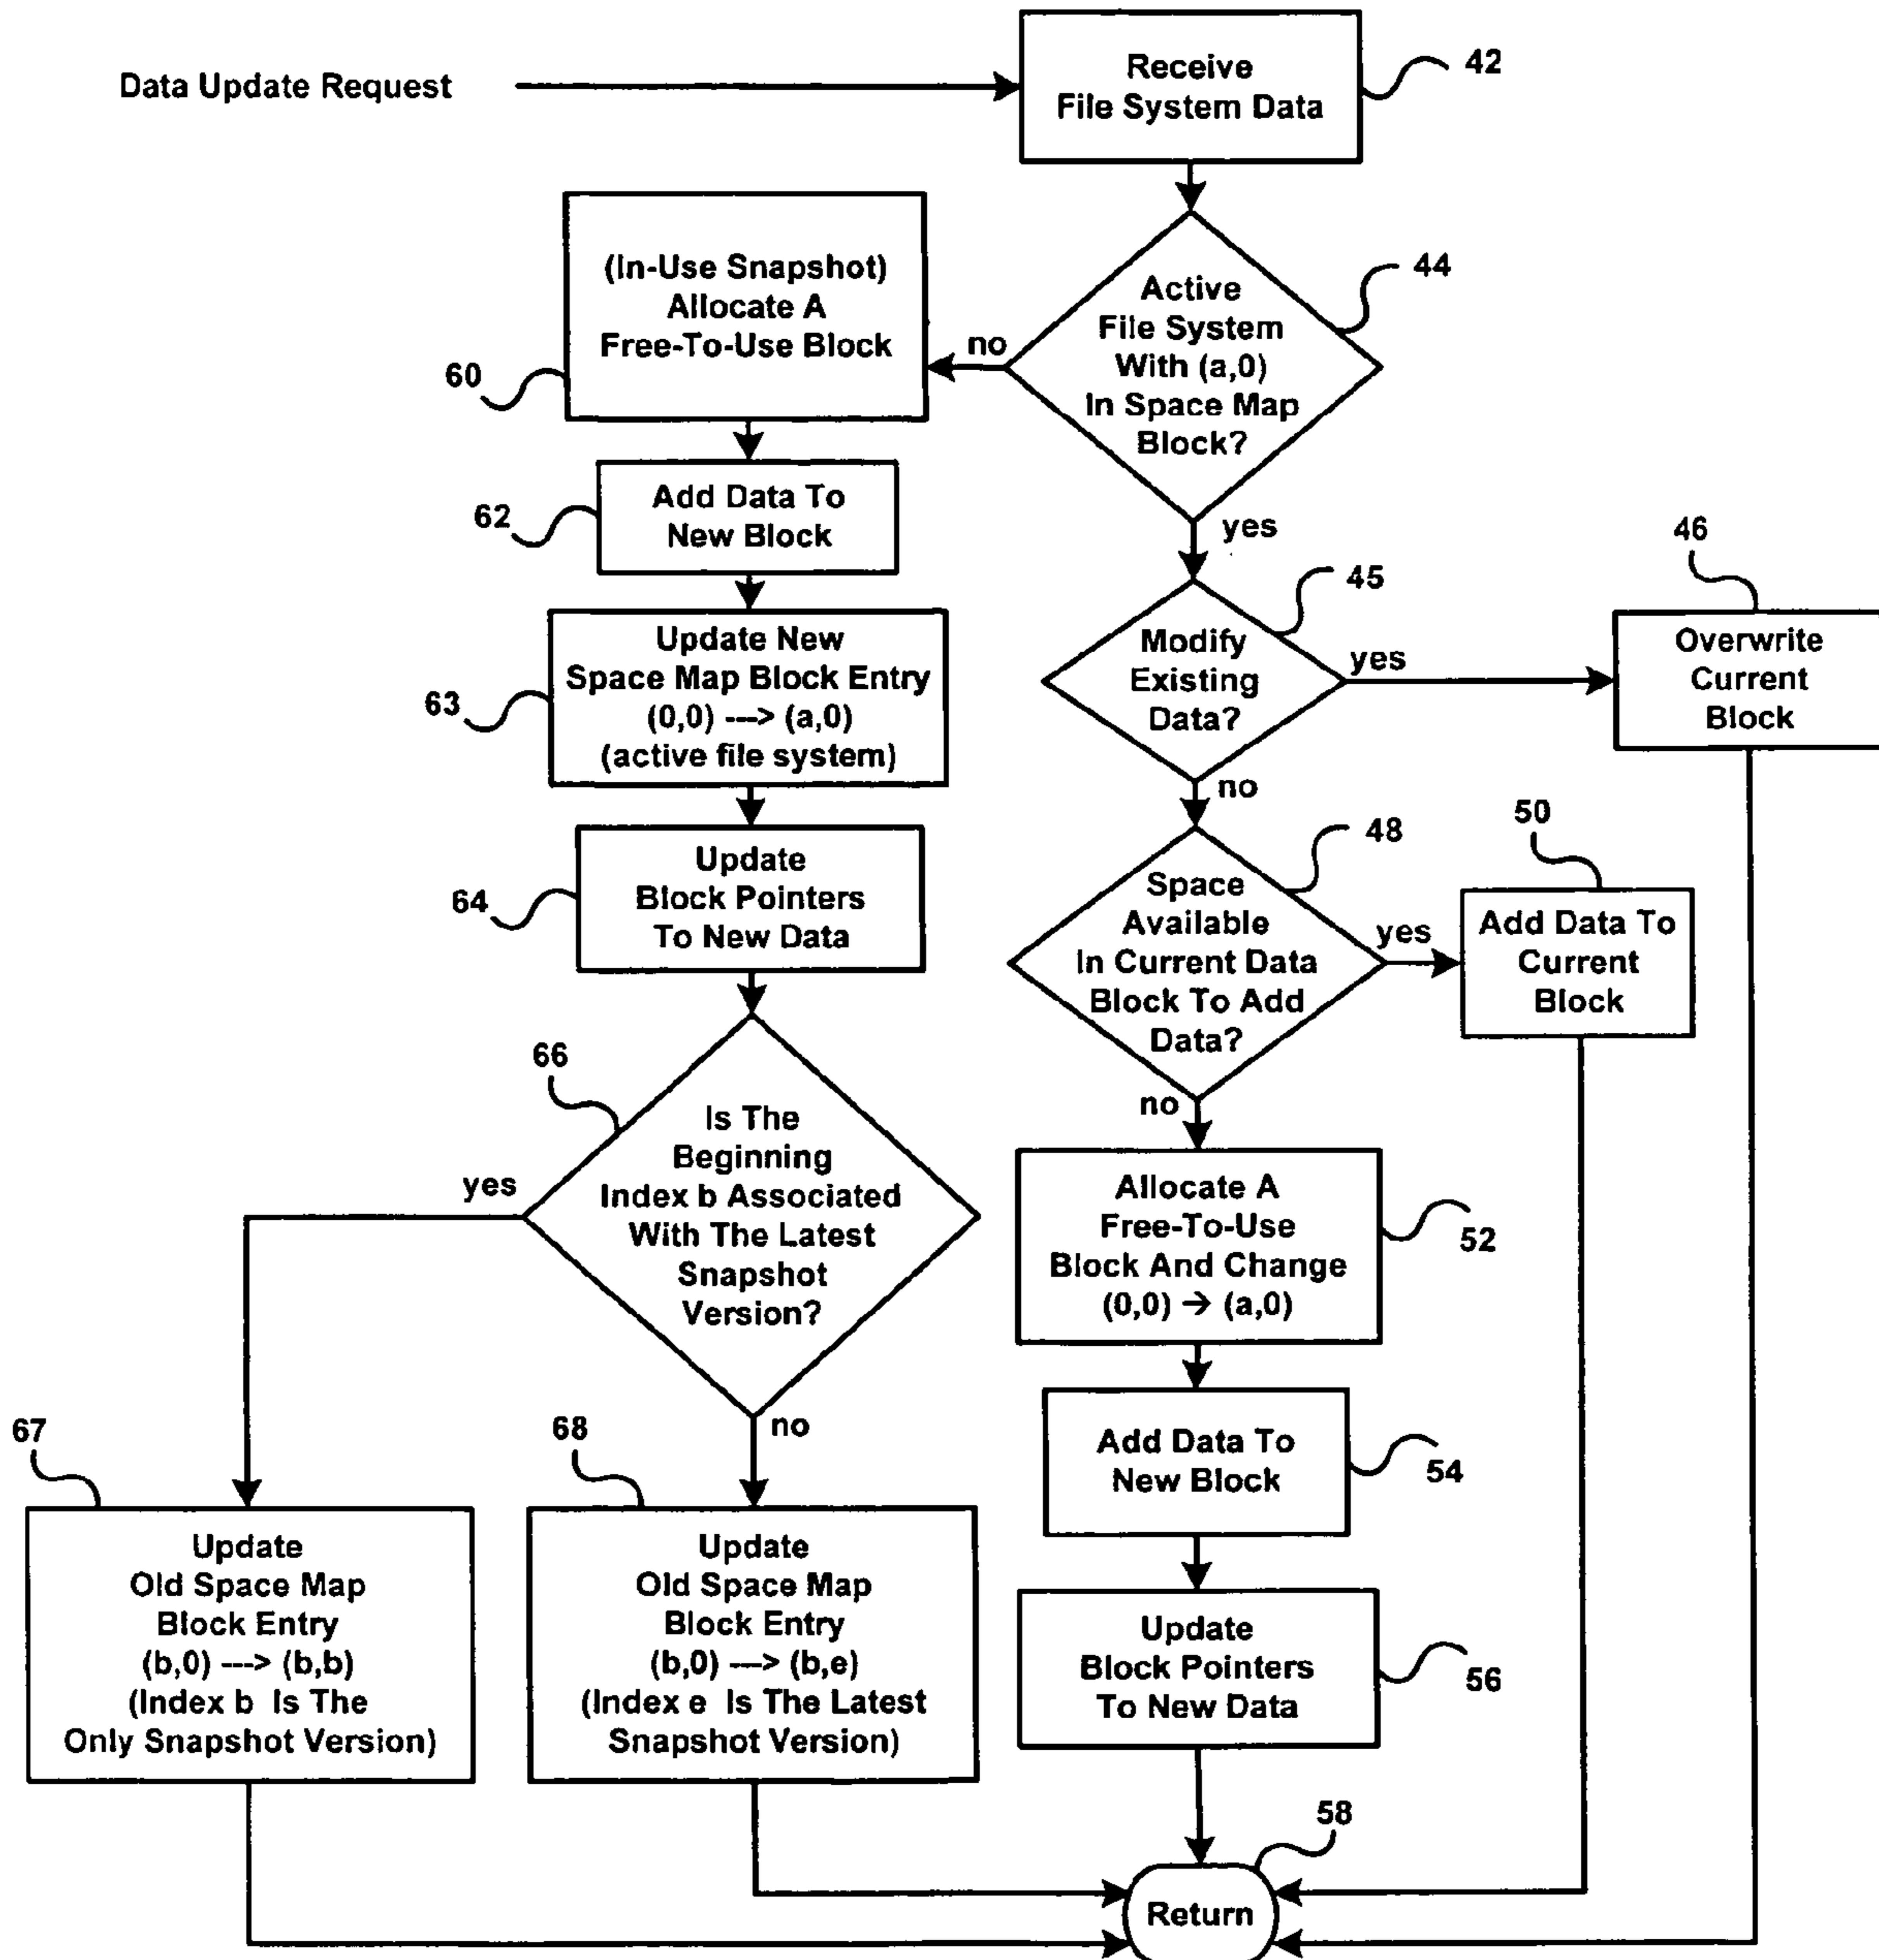 Data Update Request
Receive
File System Data
42
Active
File System
With (a,0)
In Space Map
Block?
44
no
yes
(In-Use Snapshot)
Allocate A
Free-To-Use Block
60
Add Data To
New Block
62
Update New
Space Map Block Entry
(0,0) ---> (a,0)
(active file system)
63
Update
Block Pointers
To New Data
64
Is The
Beginning
Index b Associated
With The Latest
Snapshot
Version?
66
yes
no
67
Update
Old Space Map
Block Entry
(b,0) ---> (b,b)
(Index b Is The
Only Snapshot Version)
68
Update
Old Space Map
Block Entry
(b,0) ---> (b,e)
(Index e Is The Latest
Snapshot Version)
Modify
Existing
Data?
45
yes
no
46
Overwrite
Current
Block
Space
Available
In Current Data
Block To Add
Data?
48
yes
no
50
Add Data To
Current
Block
Allocate A
Free-To-Use
Block And Change
(0,0) → (a,0)
52
Add Data To
New Block
54
Update
Block Pointers
To New Data
56
58
Return